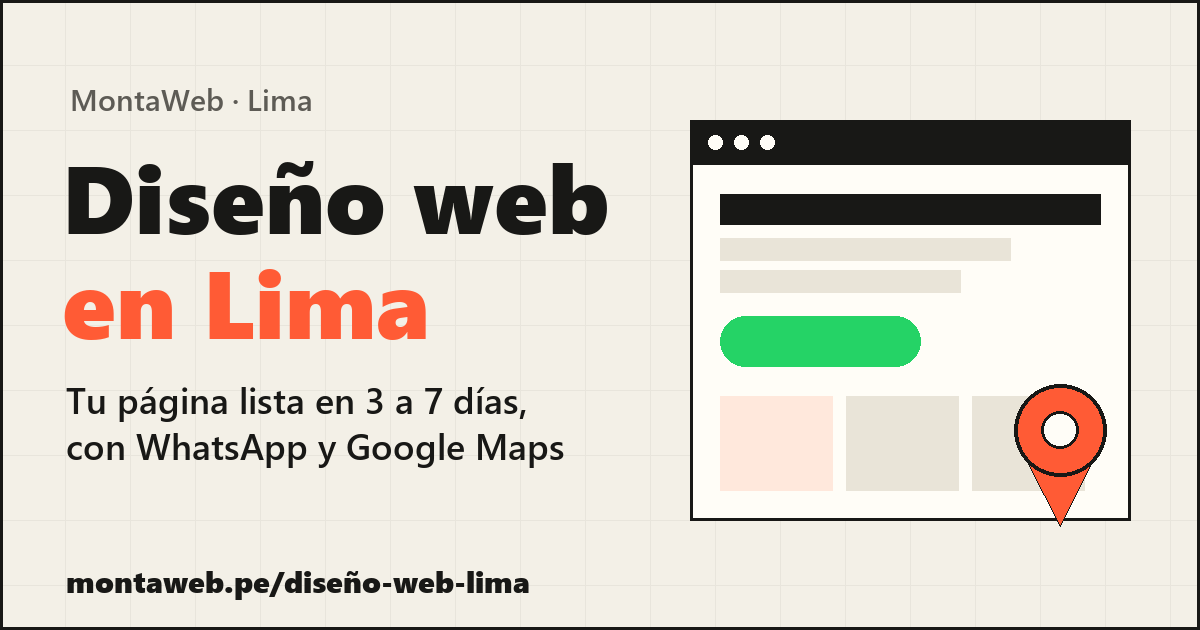 MontaWeb · Lima
Diseño web
en Lima
Tu página lista en 3 a 7 días,
con WhatsApp y Google Maps
montaweb.pe/diseño-web-lima